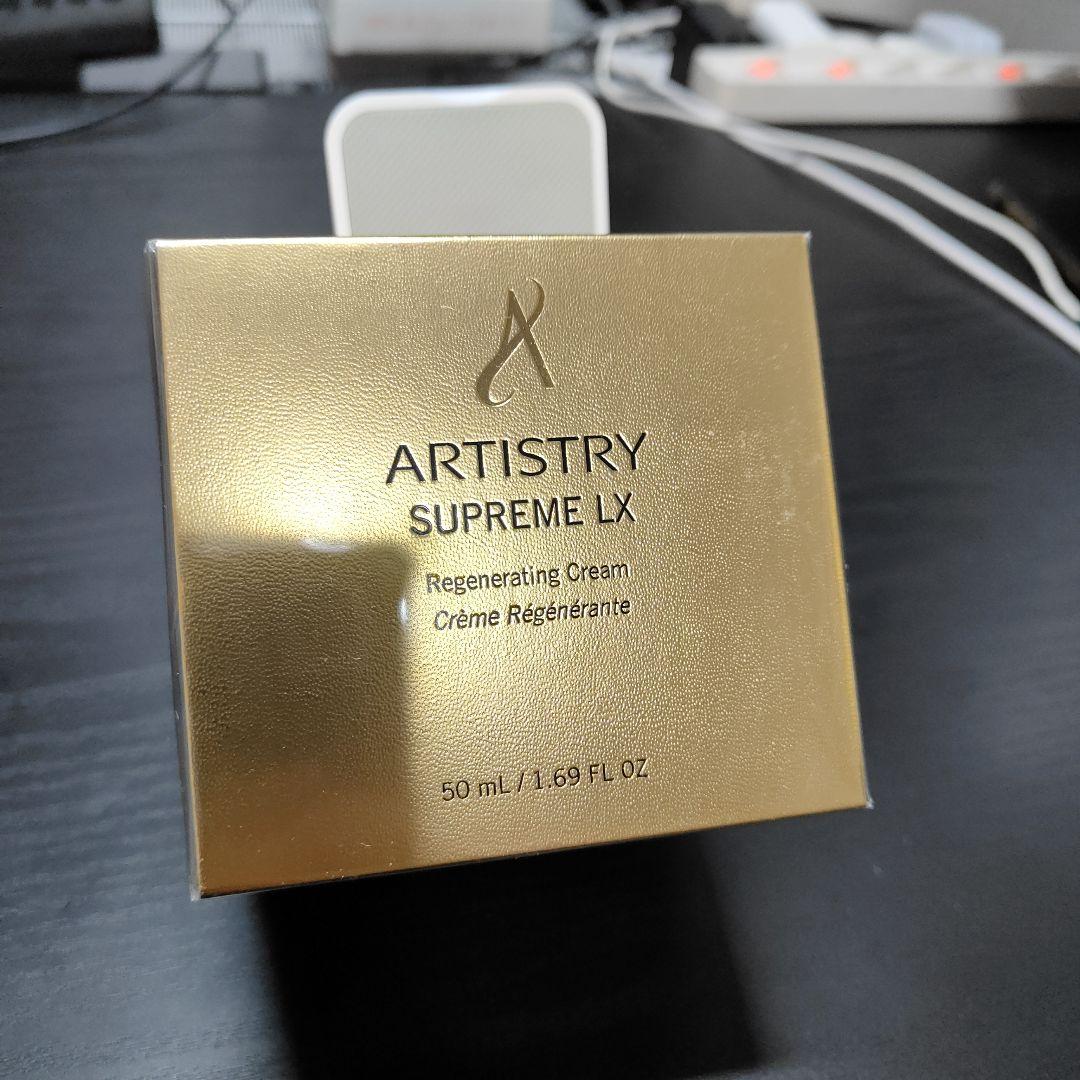 ARTISTRY
SUPREME LX
Regenerating Cream
Crème Régénérante
50 mL / 1.69 FL OZ